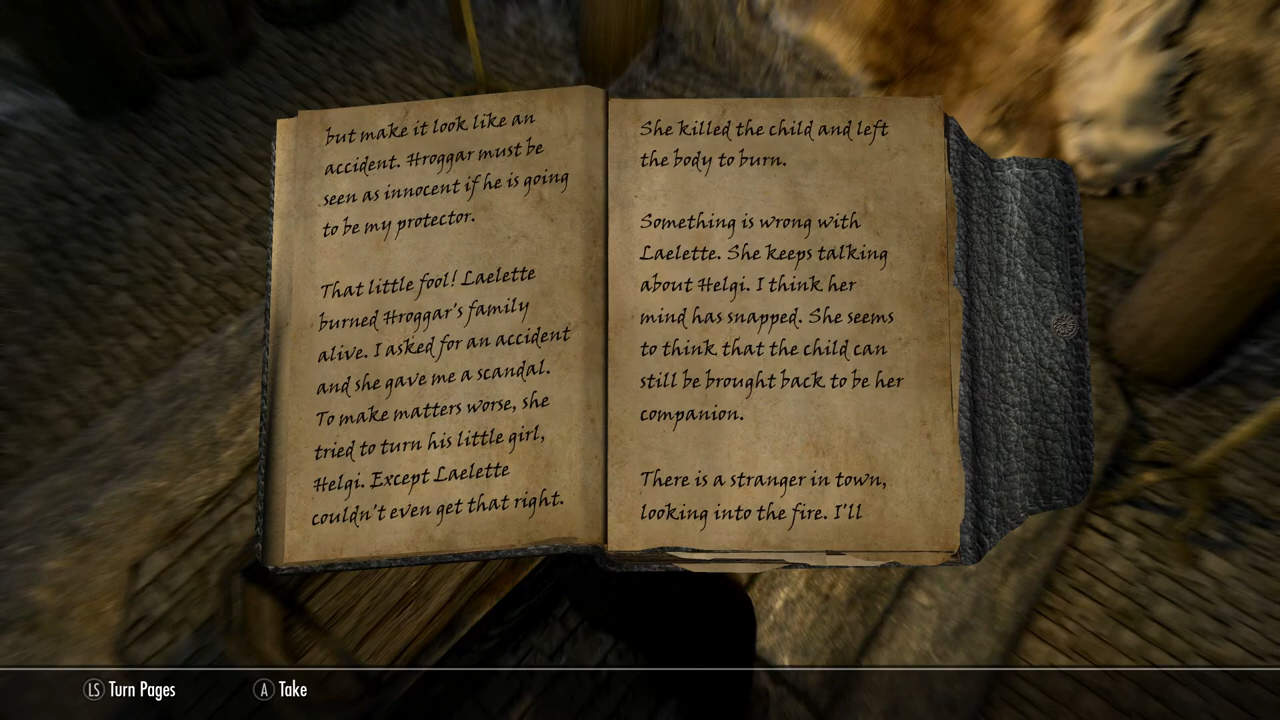 but make it look like an
accident. Hroggar must be
seen as innocent if he is going
to be my protector.
That little fool! Laelette
burned Hroggar's family
alive. I asked for an accident
and she gave me a scandal.
To make matters worse, she
tried to turn his little girl,
Helgi. Except Laelette
couldn't even get that right.
She killed the child and left
the body to burn.
Something is wrong with
Laelette. She keeps talking
about Helgi. I think her
mind has snapped. She seems
to think that the child can
still be brought back to be her
companion.
There is a stranger in town,
looking into the fire. I'll
LS Turn Pages
A Take